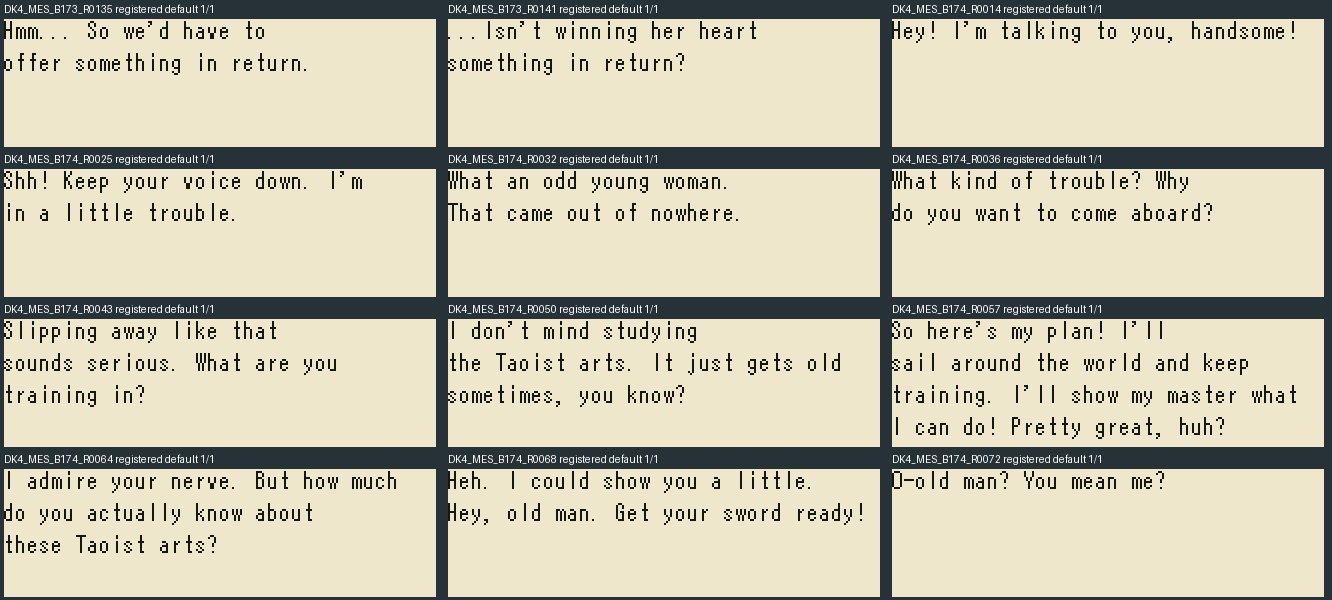 DK4_MES_B173_R0135 registered default 1/1
Hmm... So we'd have to
offer something in return.
DK4_MES_B173_R0141 registered default 1/1
...Isn't winning her heart
something in return?
DK4_MES_B174_R0014 registered default 1/1
Hey! I'm talking to you, handsome!
DK4_MES_B174_R0025 registered default 1/1
Shh! Keep your voice down. I'm
in a little trouble.
DK4_MES_B174_R0032 registered default 1/1
What an odd young woman.
That came out of nowhere.
DK4_MES_B174_R0036 registered default 1/1
What kind of trouble? Why
do you want to come aboard?
DK4_MES_B174_R0043 registered default 1/1
Slipping away like that
sounds serious. What are you
training in?
DK4_MES_B174_R0050 registered default 1/1
I don't mind studying
the Taoist arts. It just gets old
sometimes, you know?
DK4_MES_B174_R0057 registered default 1/1
So here's my plan! I'll
sail around the world and keep
training. I'll show my master what
I can do! Pretty great, huh?
DK4_MES_B174_R0064 registered default 1/1
I admire your nerve. But how much
do you actually know about
these Taoist arts?
DK4_MES_B174_R0068 registered default 1/1
Heh. I could show you a little.
Hey, old man. Get your sword ready!
DK4_MES_B174_R0072 registered default 1/1
O-old man? You mean me?